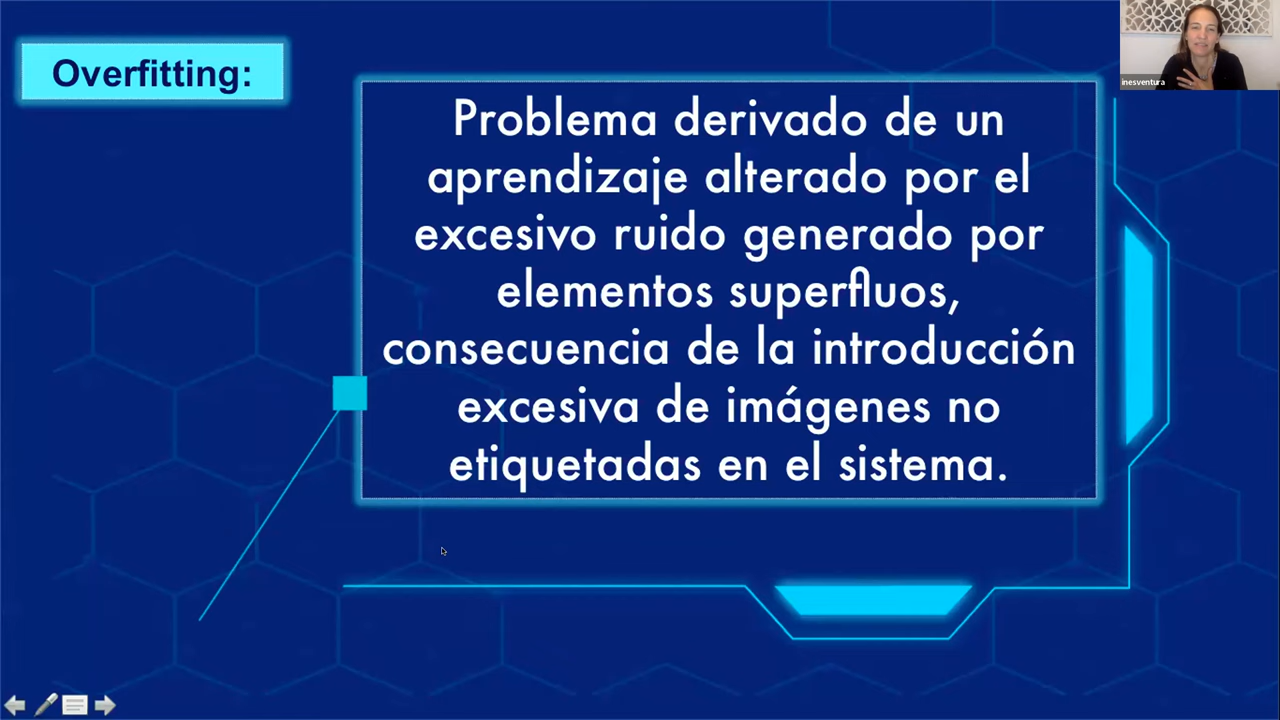 Overfitting:
Problema derivado de un
aprendizaje alterado por el
excesivo ruido generado por
elementos superfluos,
consecuencia de la introducción
excesiva de imágenes no
etiquetadas en el sistema.
inesventura